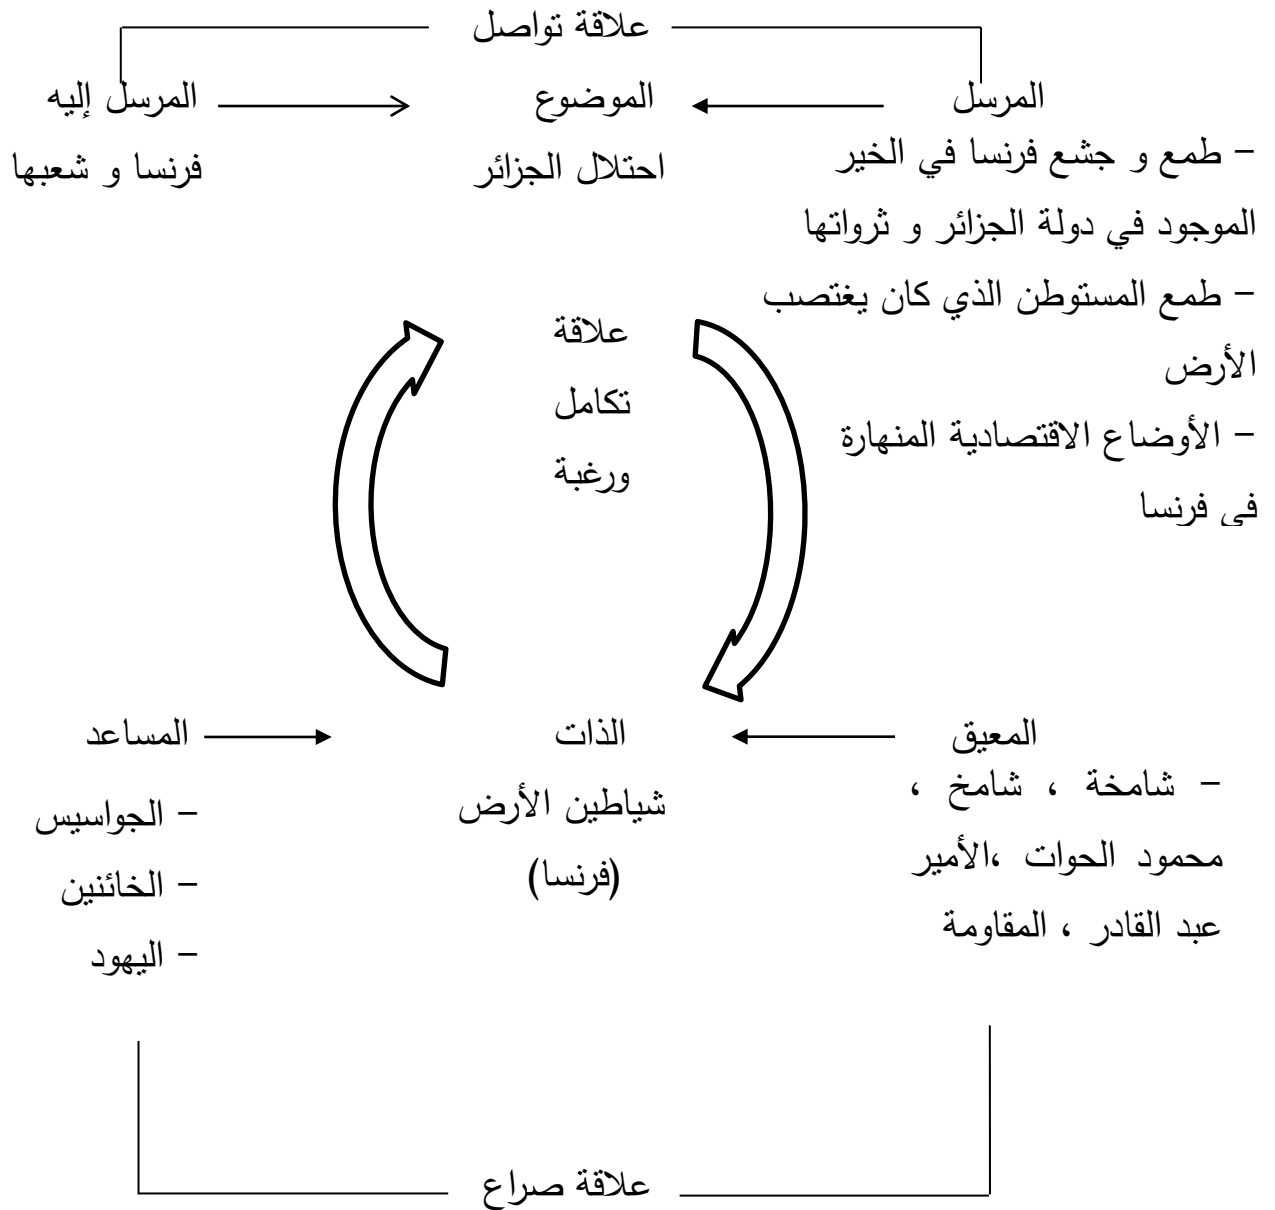 علاقة تواصل
المرسل
الموضوع
المرسل إليه
– طمع و جشع فرنسا في الخير
الموجود في دولة الجزائر و ثرواتها
– طمع المستوطن الذي كان يغتصب
الأرض
– الأوضاع الاقتصادية المنهارة
في فرنسا
احتلال الجزائر
فرنسا و شعبها
علاقة
تكامل
ورغبة
المعيق
الذات
المساعد
– شامخة ، شامخ ،
محمود الحوات ،الأمير
عبد القادر ، المقاومة
شياطين الأرض
(فرنسا)
– الجواسيس
– الخائنين
– اليهود
علاقة صراع